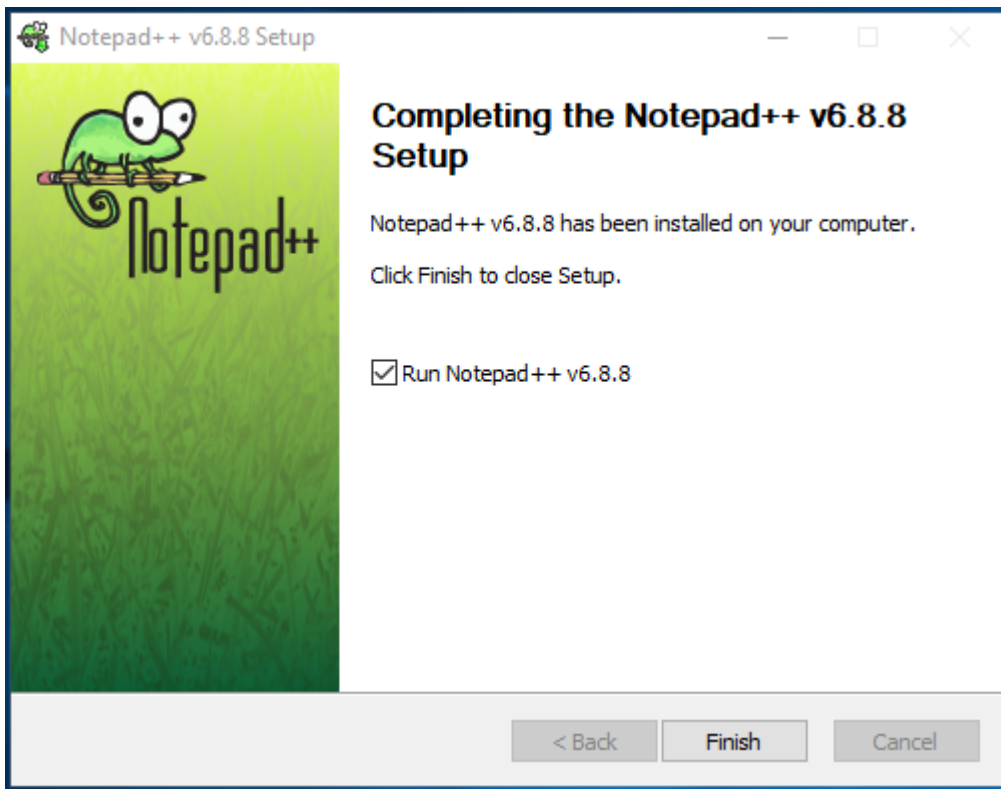 Notepad++ v6.8.8 Setup
Notepad++
Completing the Notepad++ v6.8.8
Setup
Notepad++ v6.8.8 has been installed on your computer.
Click Finish to close Setup.
Run Notepad++ v6.8.8
< Back
Finish
Cancel